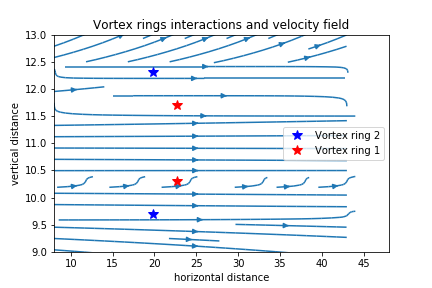 Vortex rings interactions and velocity field
13.0
12.5
12.0
11.5
11.0
10.5
10.0
9.5
9.0
vertical distance
Vortex ring 2
Vortex ring 1
10 15 20 25 30 35 40 45
horizontal distance